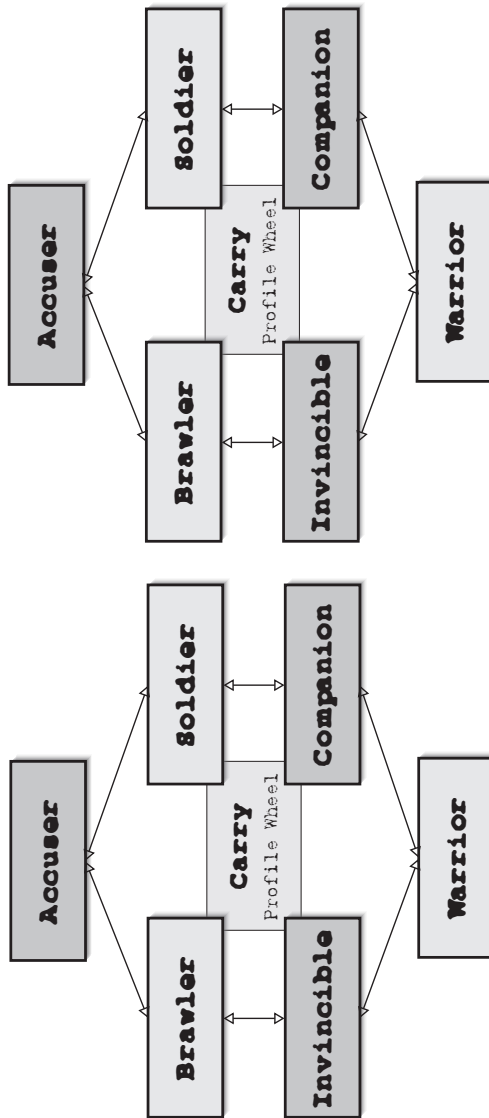 Accuser
Brawler
Soldier
Carry
Profile Wheel
Invincible
Companion
Warrior
Accuser
Brawler
Soldier
Carry
Profile Wheel
Invincible
Companion
Warrior